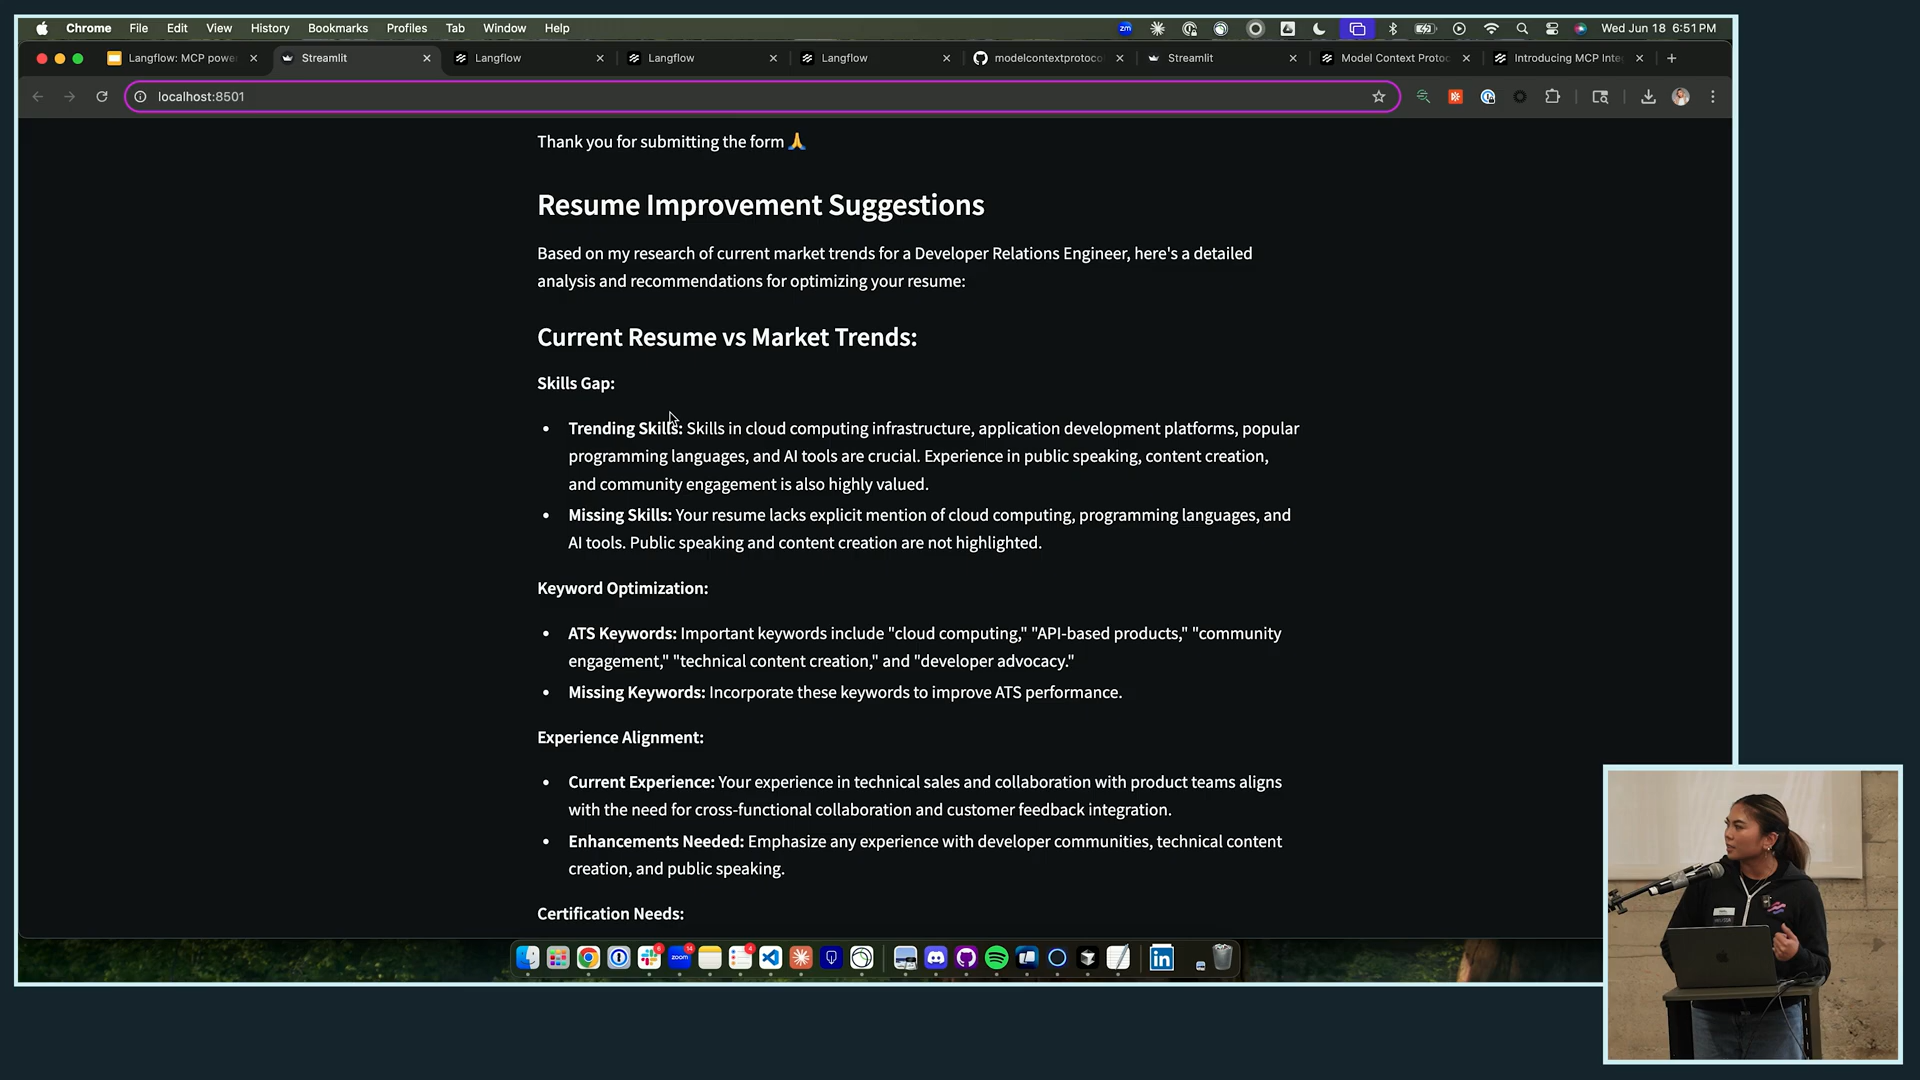 Chrome File Edit View History Bookmarks Profiles Tab Window Help
zm
Wed Jun 18 6:51 PM
Langflow: MCP powe
Streamlit
Langflow
Langflow
Langflow
modelcontextprotoco
Streamlit
Model Context Protoc
Introducing MCP Inte
localhost:8501
Thank you for submitting the form 🙏
Resume Improvement Suggestions
Based on my research of current market trends for a Developer Relations Engineer, here's a detailed
analysis and recommendations for optimizing your resume:
Current Resume vs Market Trends:
Skills Gap:
• Trending Skills: Skills in cloud computing infrastructure, application development platforms, popular
programming languages, and AI tools are crucial. Experience in public speaking, content creation,
and community engagement is also highly valued.
• Missing Skills: Your resume lacks explicit mention of cloud computing, programming languages, and
AI tools. Public speaking and content creation are not highlighted.
Keyword Optimization:
• ATS Keywords: Important keywords include "cloud computing," "API-based products," "community
engagement," "technical content creation," and "developer advocacy."
• Missing Keywords: Incorporate these keywords to improve ATS performance.
Experience Alignment:
• Current Experience: Your experience in technical sales and collaboration with product teams aligns
with the need for cross-functional collaboration and customer feedback integration.
• Enhancements Needed: Emphasize any experience with developer communities, technical content
creation, and public speaking.
Certification Needs:
zoom
in